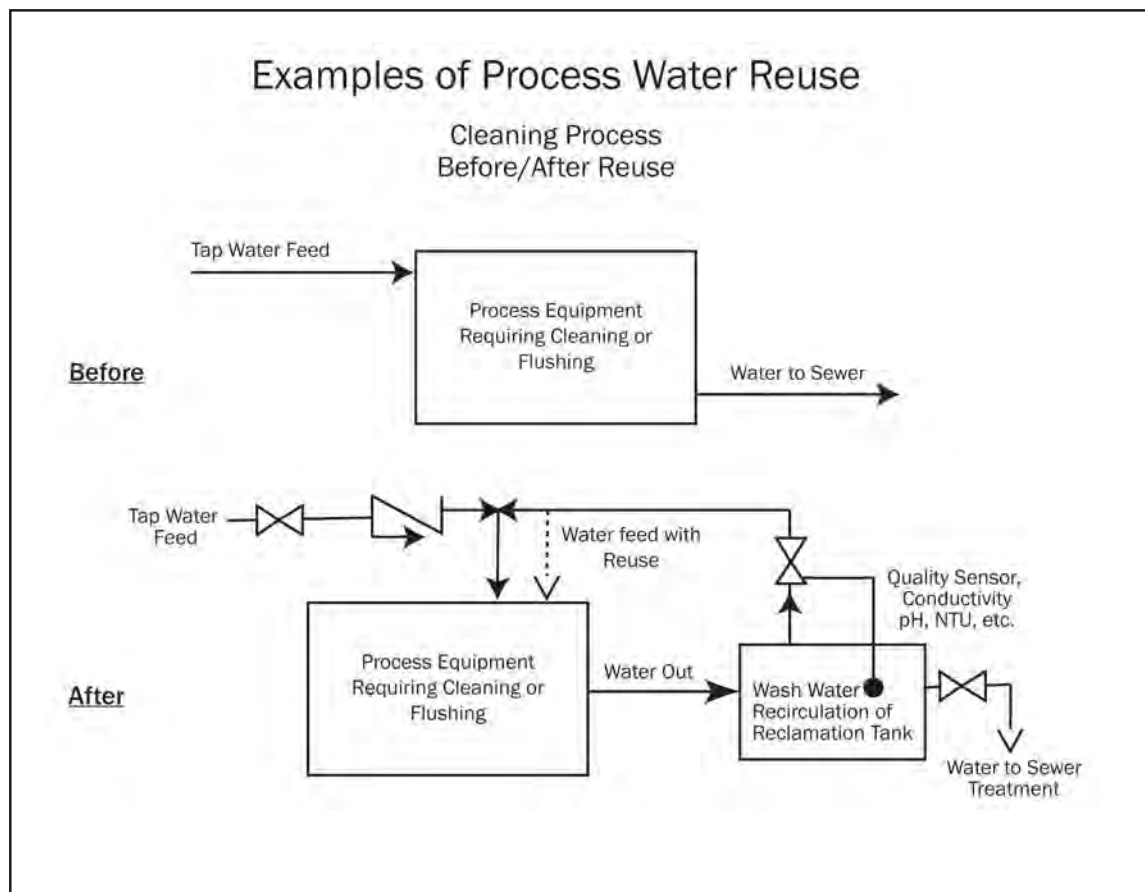 Examples of Process Water Reuse
Cleaning Process
Before/After Reuse
Tap Water Feed
Process Equipment
Requiring Cleaning or
Flushing
Before
Water to Sewer
Tap Water
Feed
Water feed with
Reuse
Quality Sensor,
Conductivity
pH, NTU, etc.
Process Equipment
Requiring Cleaning or
Flushing
Water Out
After
Wash Water
Recirculation of
Reclamation Tank
Water to Sewer
Treatment